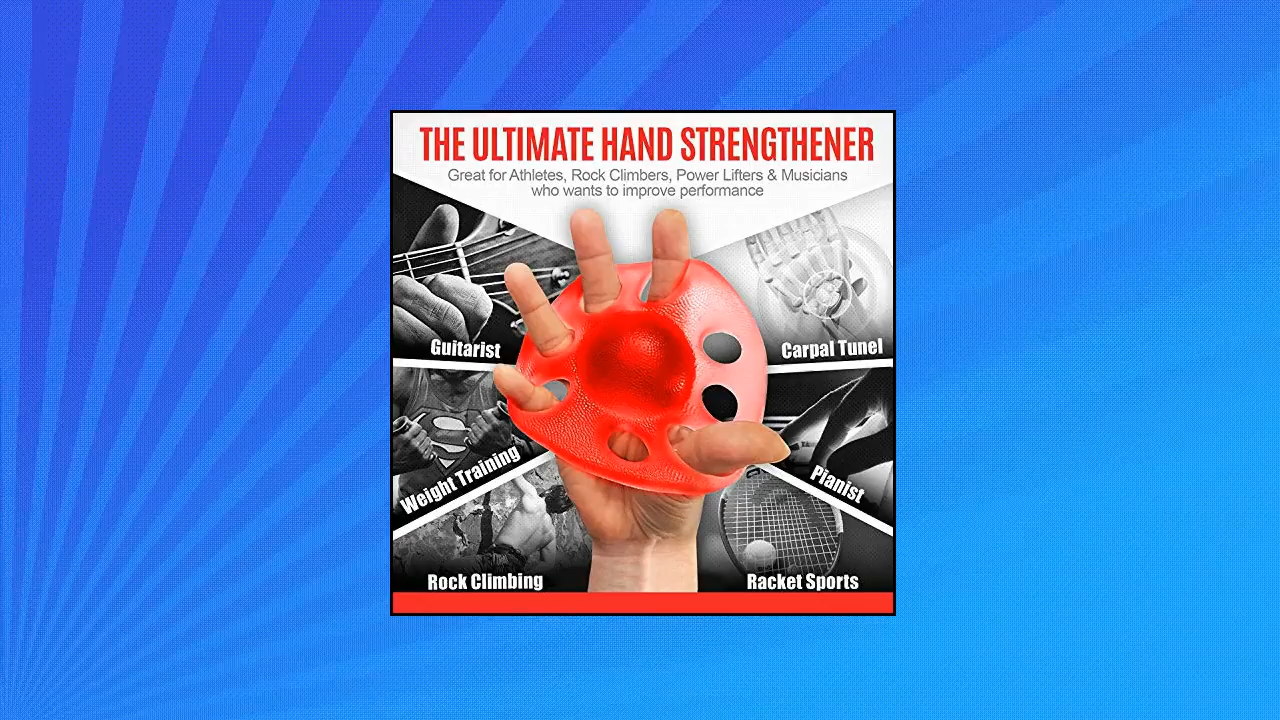 THE ULTIMATE HAND STRENGTHENER
Great for Athletes, Rock Climbers, Power Lifters & Musicians
who wants to improve performance
Guitarist
Carpal Tunel
Weight Training
Pianist
Rock Climbing
Racket Sports